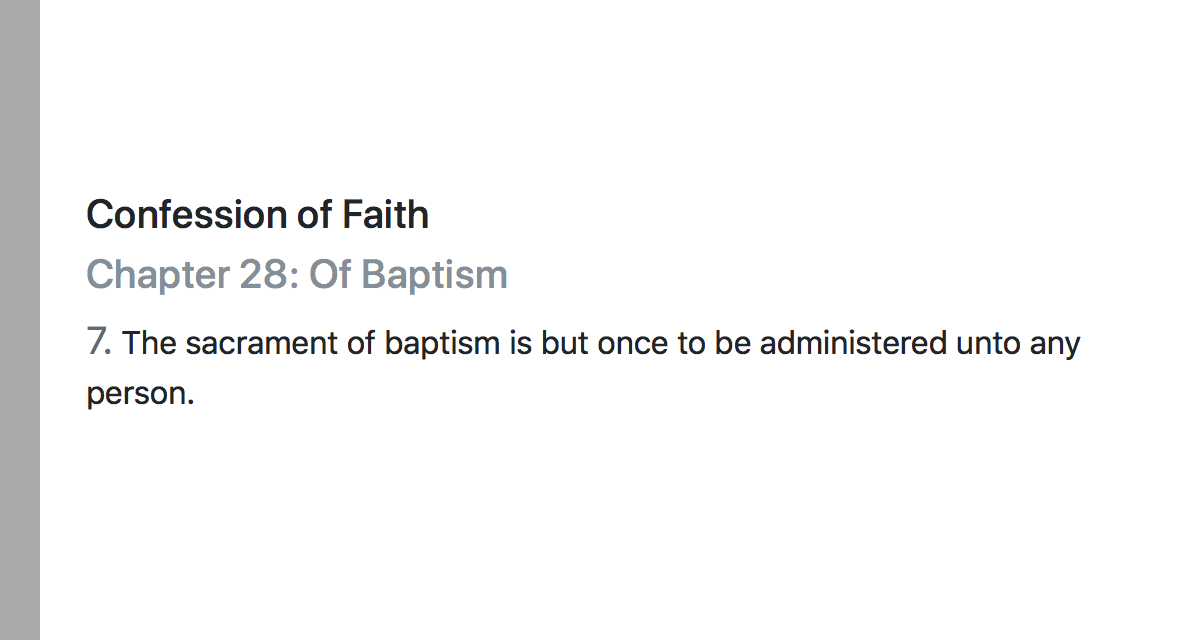 Confession of Faith
Chapter 28: Of Baptism
7. The sacrament of baptism is but once to be administered unto any
person.